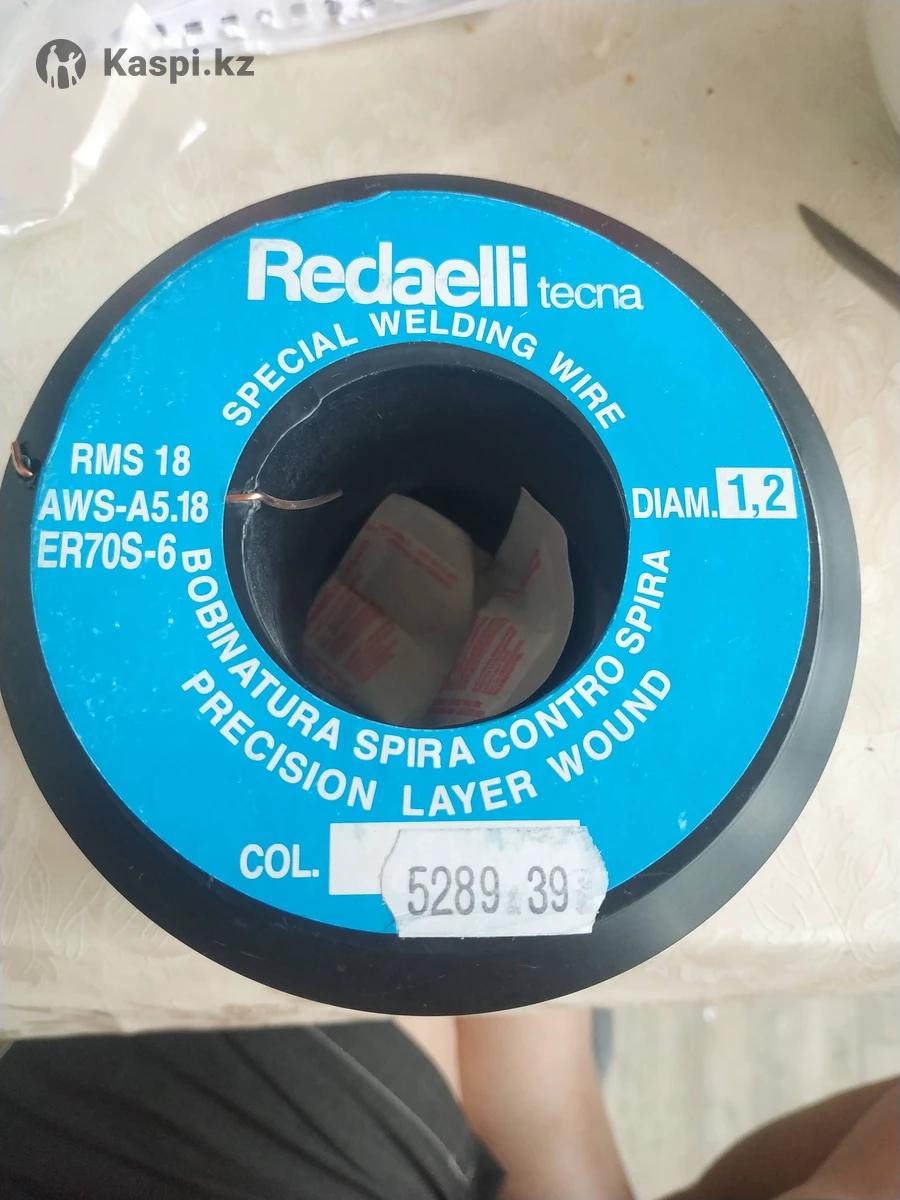 Kaspi.kz
Redaelli tecna
SPECIAL WELDING WIRE
RMS 18
AWS-A5.18
ER70S-6
DIAM. 1,2
BOBINATURA SPIRA CONTRO SPIRA
PRECISION LAYER WOUND
COL.
5289 39